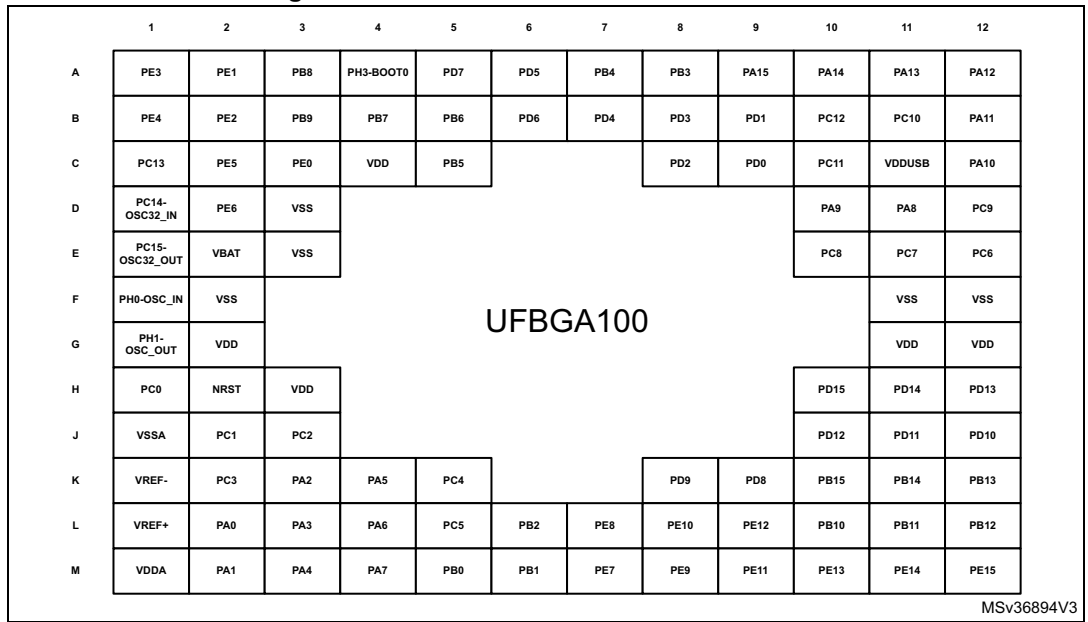 1 2 3 4 5 6 7 8 9 10 11 12
A PE3 PE1 PB8 PH3-BOOT0 PD7 PD5 PB4 PB3 PA15 PA14 PA13 PA12
B PE4 PE2 PB9 PB7 PB6 PD6 PD4 PD3 PD1 PC12 PC10 PA11
C PC13 PE5 PE0 VDD PB5 PD2 PD0 PC11 VDDUSB PA10
D PC14-
OSC32_IN PE6 VSS PA9 PA8 PC9
E PC15-
OSC32_OUT VBAT VSS PC8 PC7 PC6
F PH0-OSC_IN VSS VSS VSS
UFBGA100
G PH1-
OSC_OUT VDD VDD VDD
H PC0 NRST VDD PD15 PD14 PD13
J VSSA PC1 PC2 PD12 PD11 PD10
K VREF- PC3 PA2 PA5 PC4 PD9 PD8 PB15 PB14 PB13
L VREF+ PA0 PA3 PA6 PC5 PB2 PE8 PE10 PE12 PB10 PB11 PB12
M VDDA PA1 PA4 PA7 PB0 PB1 PE7 PE9 PE11 PE13 PE14 PE15
MSv36894V3